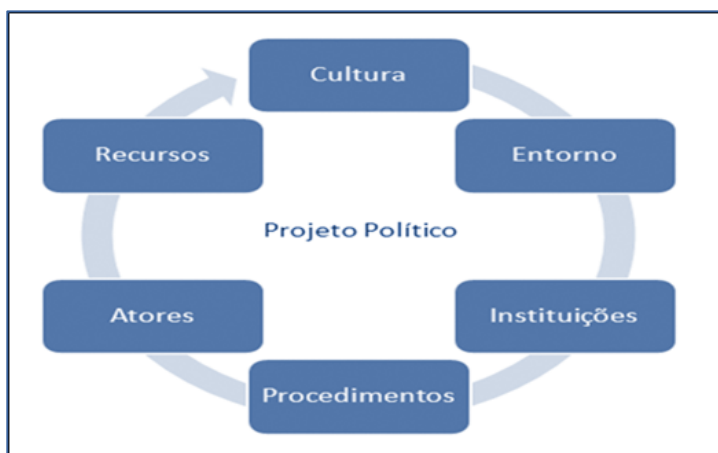 Cultura
Recursos
Entorno
Projeto Político
Atores
Instituições
Procedimentos